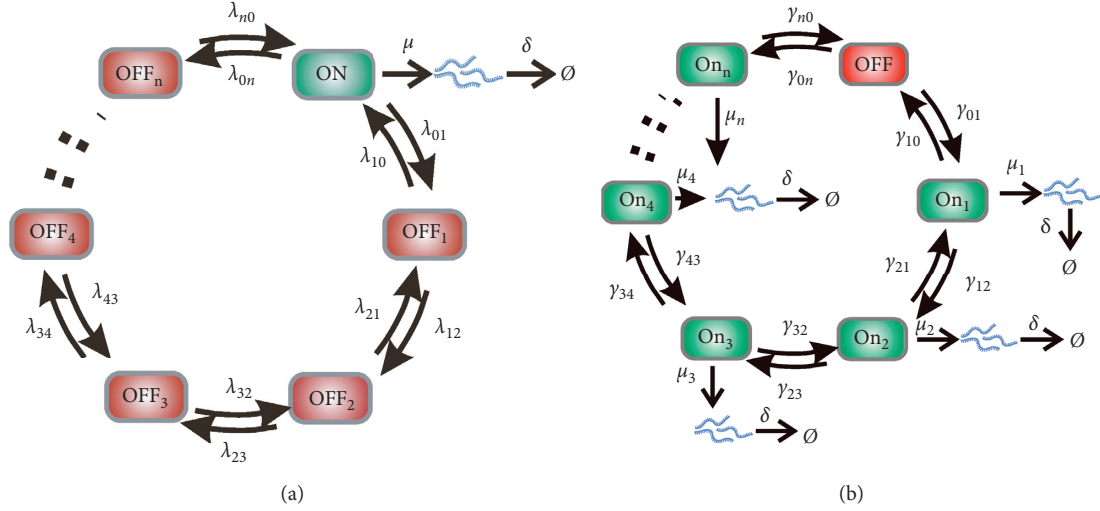 λn0
OFFn
ON
μ
δ
Ø
λ0n
λ01
λ10
OFF4
OFF1
λ43
λ34
λ21
λ12
OFF3
λ32
OFF2
λ23
(a)
γn0
Onn
OFF
γ0n
γ01
γ10
μn
μ4
On4
δ
Ø
On1
μ1
δ
Ø
γ43
γ34
γ21
γ12
On3
γ32
On2
μ2
δ
Ø
μ3
γ23
δ
Ø
(b)